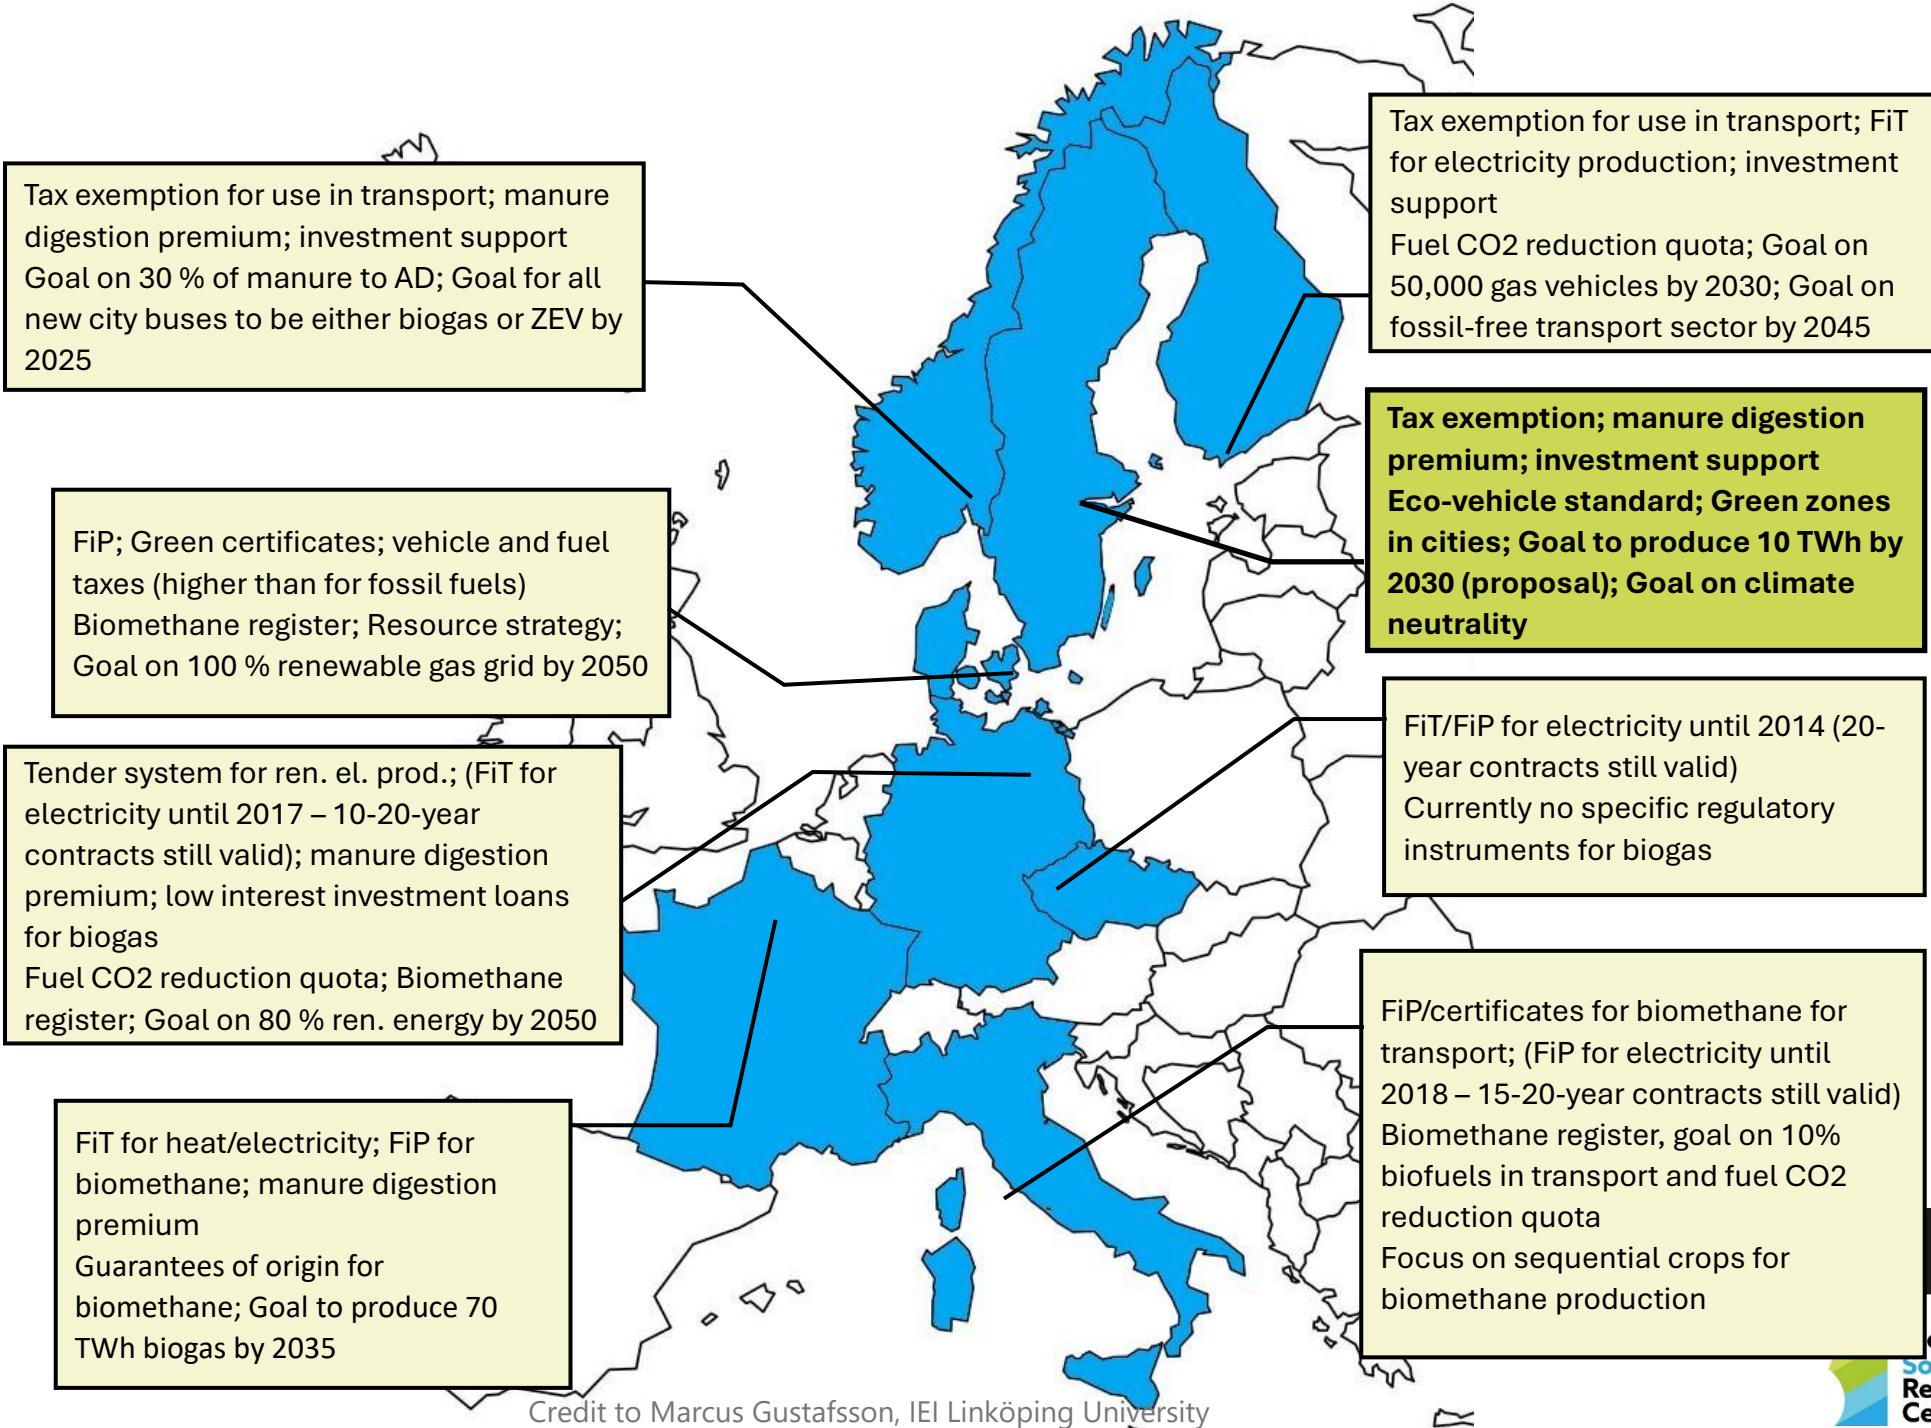 Tax exemption for use in transport; manure
digestion premium; investment support
Goal on 30 % of manure to AD; Goal for all
new city buses to be either biogas or ZEV by
2025
Tax exemption for use in transport; FiT
for electricity production; investment
support
Fuel CO2 reduction quota; Goal on
50,000 gas vehicles by 2030; Goal on
fossil-free transport sector by 2045
Tax exemption; manure digestion
premium; investment support
Eco-vehicle standard; Green zones
in cities; Goal to produce 10 TWh by
2030 (proposal); Goal on climate
neutrality
FiP; Green certificates; vehicle and fuel
taxes (higher than for fossil fuels)
Biomethane register; Resource strategy;
Goal on 100 % renewable gas grid by 2050
FiT/FiP for electricity until 2014 (20-
year contracts still valid)
Currently no specific regulatory
instruments for biogas
Tender system for ren. el. prod.; (FiT for
electricity until 2017 – 10-20-year
contracts still valid); manure digestion
premium; low interest investment loans
for biogas
Fuel CO2 reduction quota; Biomethane
register; Goal on 80 % ren. energy by 2050
FiP/certificates for biomethane for
transport; (FiP for electricity until
2018 – 15-20-year contracts still valid)
Biomethane register, goal on 10%
biofuels in transport and fuel CO2
reduction quota
Focus on sequential crops for
biomethane production
FiT for heat/electricity; FiP for
biomethane; manure digestion
premium
Guarantees of origin for
biomethane; Goal to produce 70
TWh biogas by 2035
Credit to Marcus Gustafsson, IEI Linköping University